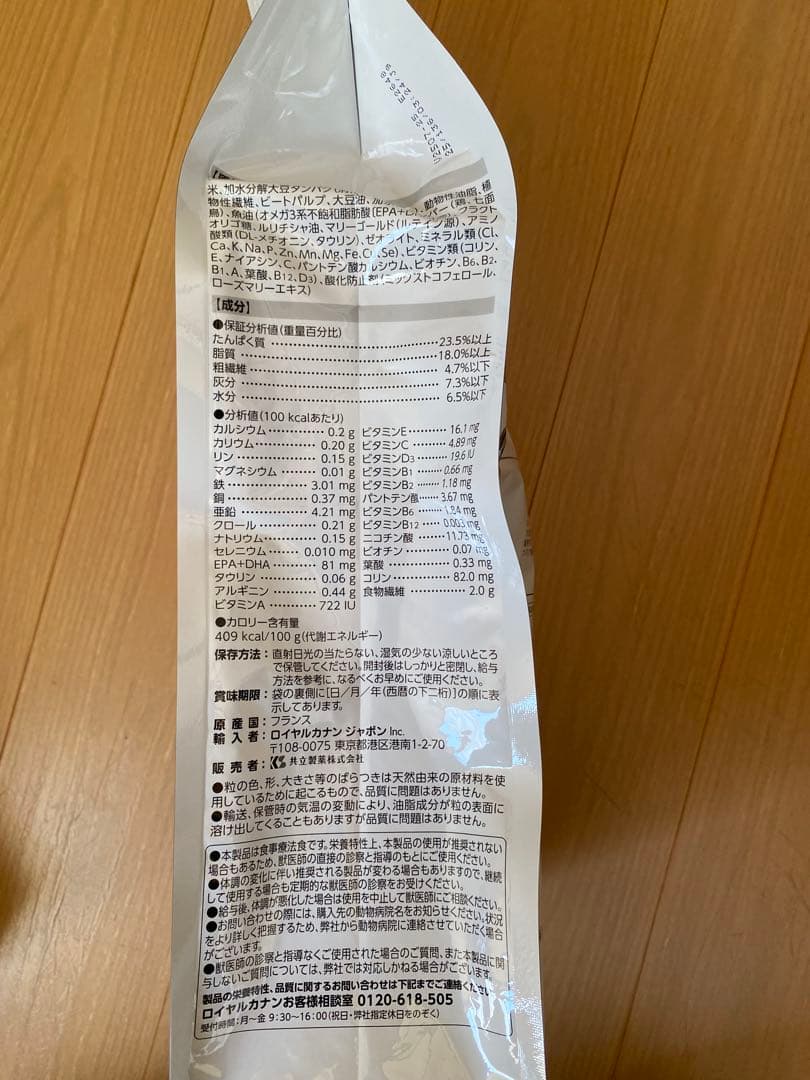 米、加水分解大豆タンパク
動物性油脂、植
物性繊維、ビートパルプ、大豆油、加水
鳥)、魚油(オメガ3系不飽和脂肪酸〔EPA+D バー(鶏、七面
オリゴ糖、ルリチシャ油、マリーゴールド(ルテイン源)、アミノ
酸類(DL-メチオニン、タウリン)、ゼオライト、ミネラル類(Cl,
Ca、K、Na、P、Zn、Mn、Mg、Fe、Cu、Se)、ビタミン類(コリン、
E、ナイアシン、C、パントテン酸カルシウム、ビオチン、B6、B2、
B1、A、葉酸、B12、D3)、酸化防止剤(ミックストコフェロール、
ローズマリーエキス)
【成分】
●保証分析値(重量百分比)
たんぱく質 23.5%以上
脂質 18.0%以上
粗繊維 4.7%以下
灰分 7.3%以下
水分 6.5%以下
●分析値(100 kcalあたり)
カルシウム 0.2 g ビタミンE 16.1 mg
カリウム 0.20 g ビタミンC 4.89 mg
リン 0.15 g ビタミンD3 19.6 IU
マグネシウム 0.01 g ビタミンB1 0.66 mg
鉄 3.01 mg ビタミンB2 1.18 mg
銅 0.37 mg パントテン酸 3.67 mg
亜鉛 4.21 mg ビタミンB6 1.84 mg
クロール 0.21 g ビタミンB12 0.003 mg
ナトリウム 0.15 g ニコチン酸 11.73 mg
セレニウム 0.010 mg ビオチン 0.07 mg
EPA+DHA 81 mg 葉酸 0.33 mg
タウリン 0.06 g コリン 82.0 mg
アルギニン 0.44 g 食物繊維 2.0 g
ビタミンA 722 IU
●カロリー含有量
409 kcal/100 g(代謝エネルギー)
保存方法：直射日光の当たらない、湿気の少ない涼しいところ
で保管してください。開封後はしっかりと密閉し、給与
方法を参考に、なるべくお早めにご使用ください。
賞味期限：袋の裏側に[日／月／年(西暦の下二桁)]の順に表
示してあります。
原産国：フランス
輸入者：ロイヤルカナン ジャポン Inc.
〒108-0075 東京都港区港南1-2-70
販売者：共立製薬株式会社
●粒の色、形、大きさ等のばらつきは天然由来の原材料を使
用しているために起こるもので、品質に問題はありません。
●輸送、保管時の気温の変動により、油脂成分が粒の表面に
溶け出してくることもありますが品質に問題はありません。
●本製品は食事療法食です。栄養特性上、本製品の使用が推奨されない
場合もあるため、獣医師の直接の診察と指導のもとにご使用ください。
●体調の変化に伴い推奨される製品が変わる場合もありますので、継続
して使用する場合も定期的な獣医師の診察をお受けください。
●給与後、体調が悪化した場合は使用を中止して獣医師にご相談ください。
●お問い合わせの際には、購入先の動物病院名をお知らせください。状況
をより詳しく把握するため、弊社から動物病院に連絡させていただく場合
がございます。
●獣医師の診察と指導なくご使用された場合のご質問、また本製品に関
与しないご質問については、弊社では対応しかねる場合がございます。
製品の栄養特性、品質に関するお問い合わせは下記までご連絡ください
ロイヤルカナンお客様相談室 0120-618-505
受付時間：月～金 9:30～16:00(祝日・弊社指定休日をのぞく)